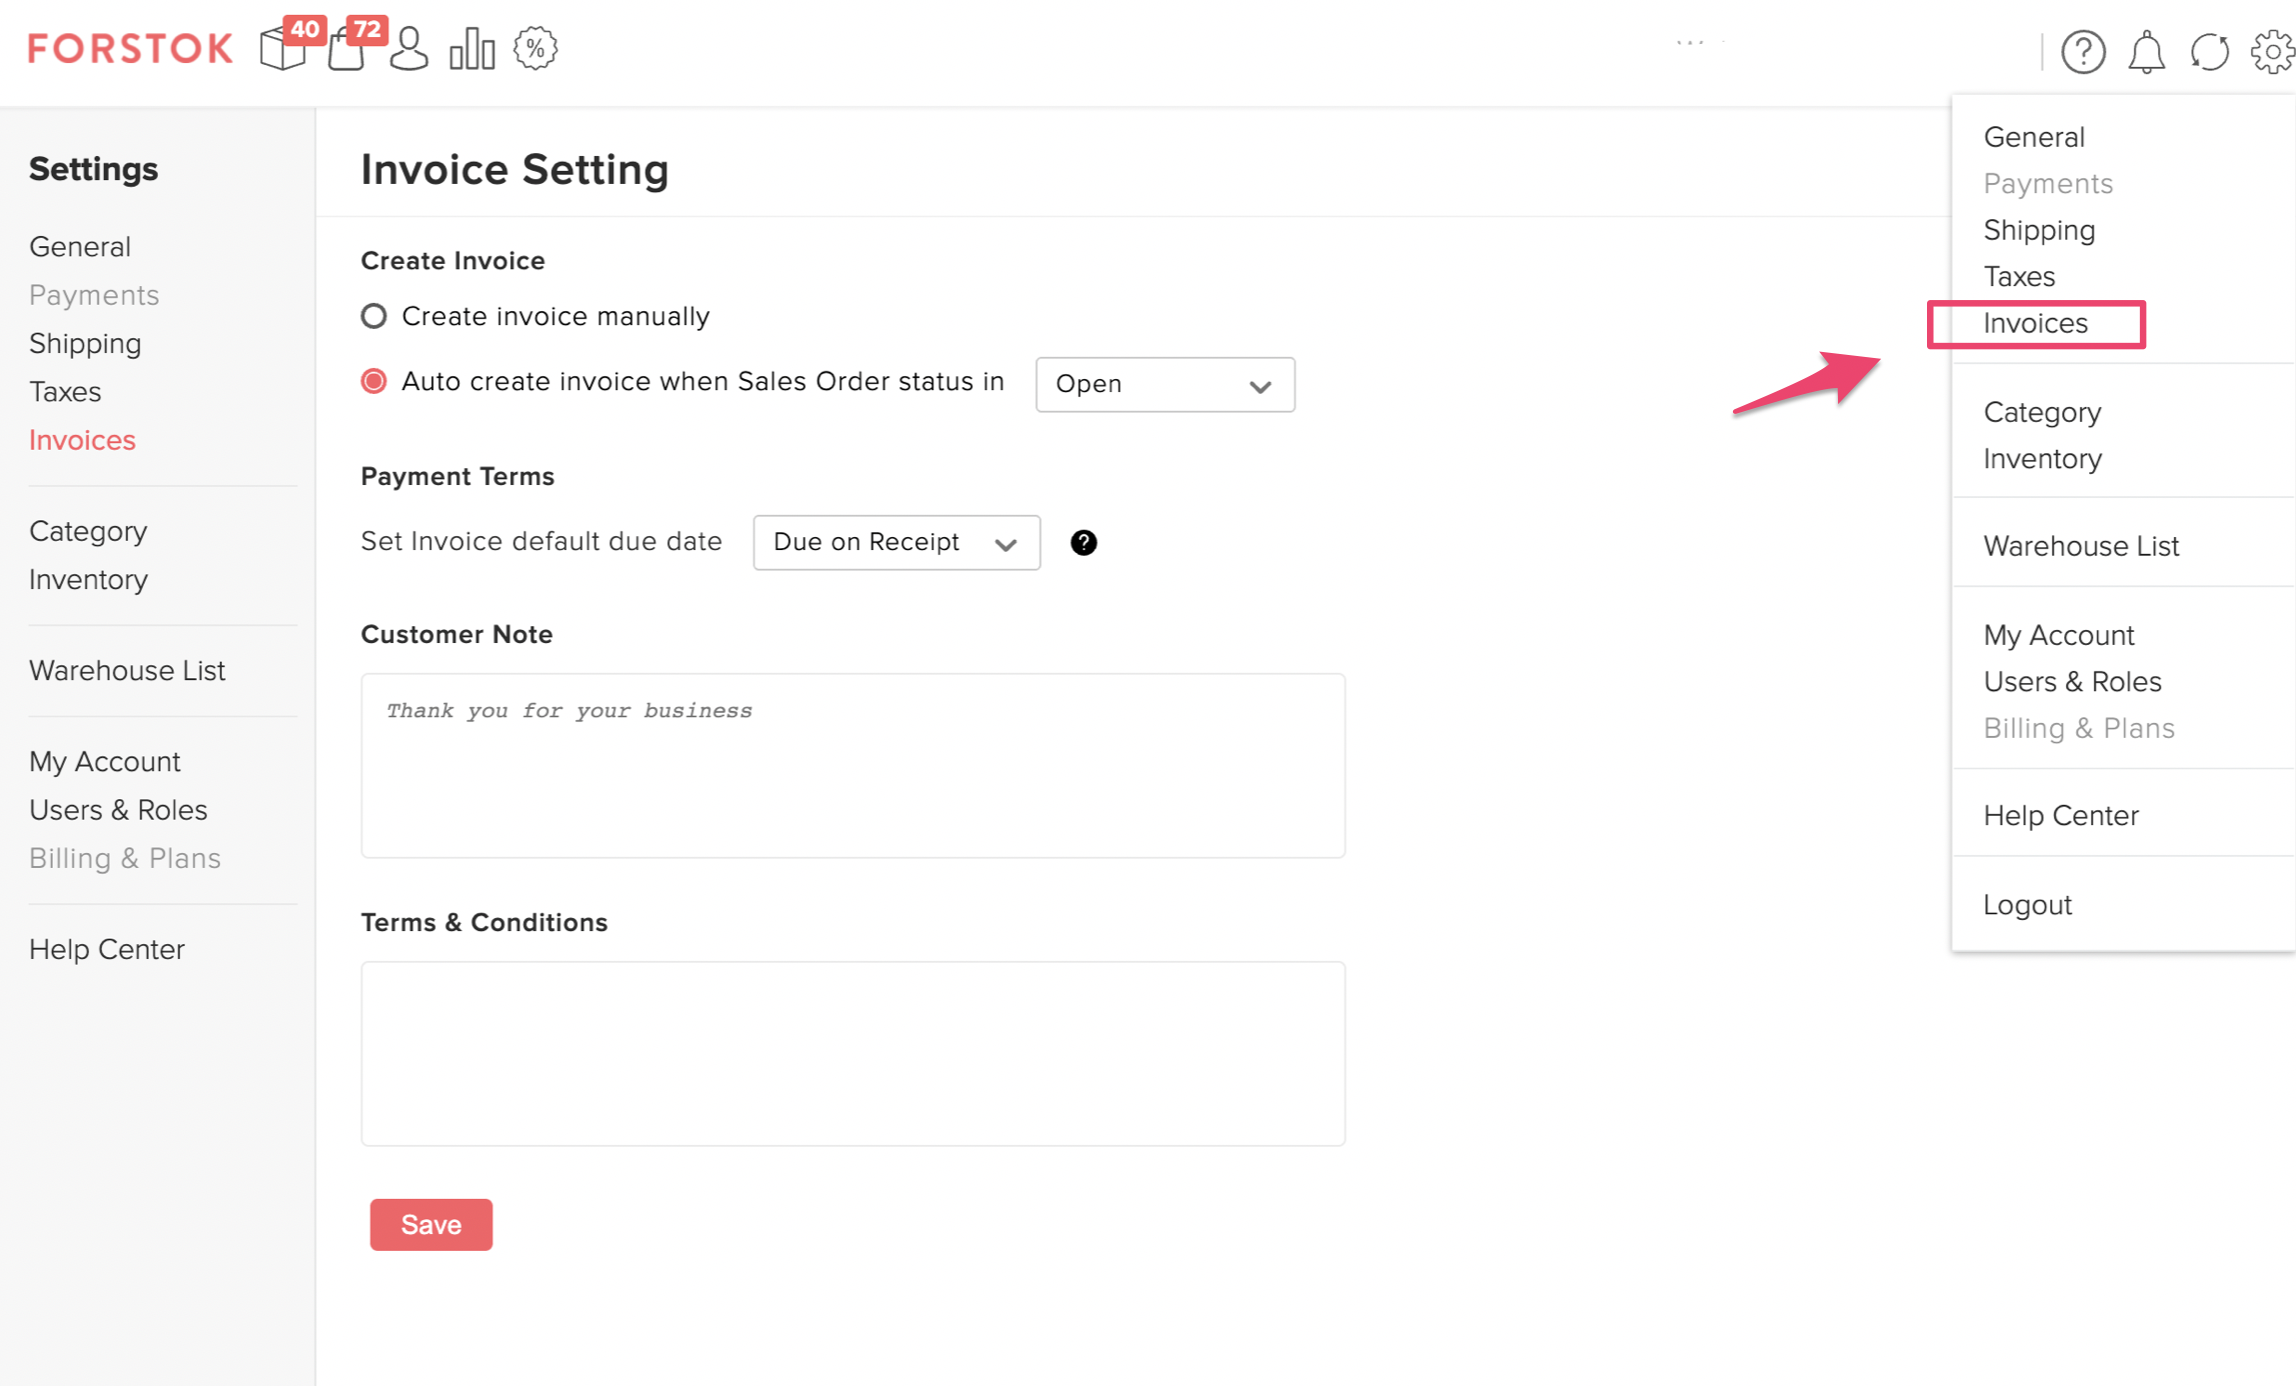 FORSTOK
40
72
%
?
Settings
General
Payments
Shipping
Taxes
Invoices
Category
Inventory
Warehouse List
My Account
Users & Roles
Billing & Plans
Help Center
Invoice Setting
Create Invoice
Create invoice manually
Auto create invoice when Sales Order status in Open
Payment Terms
Set Invoice default due date Due on Receipt ?
Customer Note
Thank you for your business
Terms & Conditions
Save
General
Payments
Shipping
Taxes
Invoices
Category
Inventory
Warehouse List
My Account
Users & Roles
Billing & Plans
Help Center
Logout